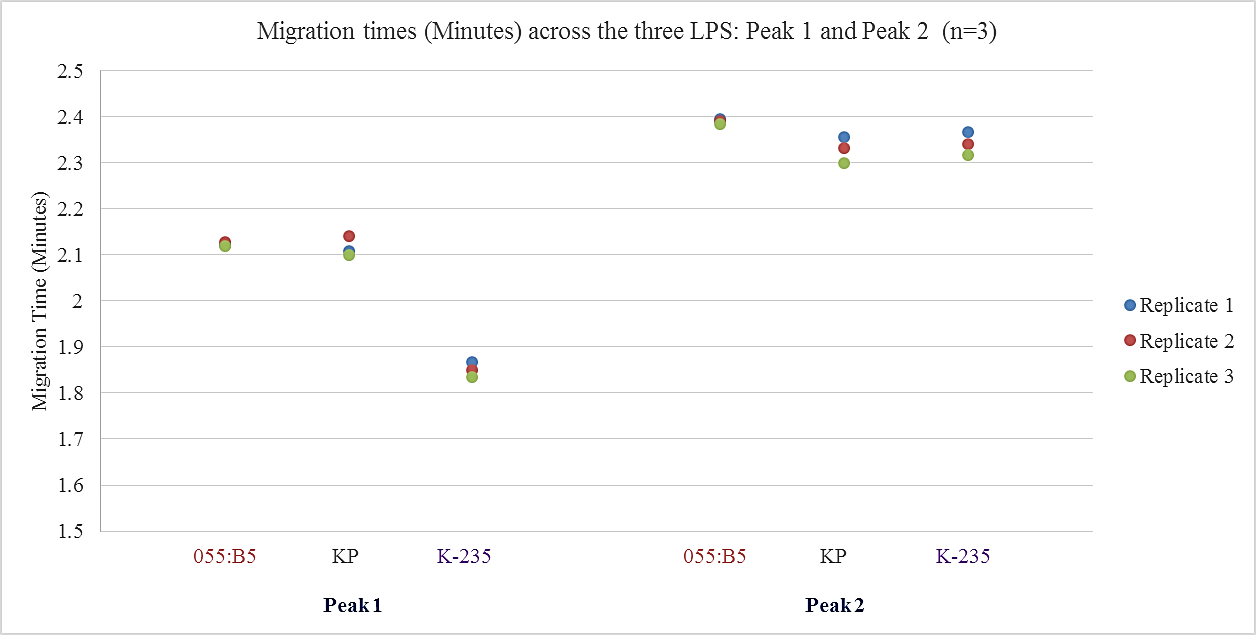 Migration times (Minutes) across the three LPS: Peak 1 and Peak 2 (n=3)
Migration Time (Minutes)
2.5
2.4
2.3
2.2
2.1
2
1.9
1.8
1.7
1.6
1.5
Replicate 1
Replicate 2
Replicate 3
055:B5 KP K-235 055:B5 KP K-235
Peak 1 Peak 2